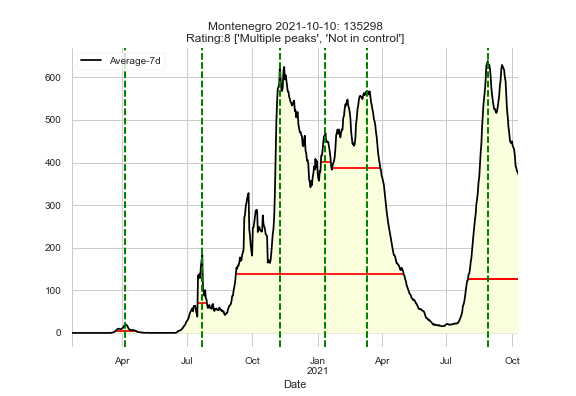 Montenegro 2021-10-10: 135298
Rating:8 ['Multiple peaks', 'Not in control']
Average-7d
600
500
400
300
200
100
0
Apr Jul Oct Jan Apr Jul Oct
2021
Date